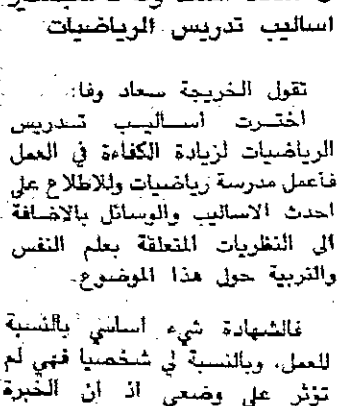 اساليب تدريس الرياضيات
تقول الخريجة سعاد وفا:
اخترت اساليب تدريس
الرياضيات لزيادة الكفاءة في العمل
فأعمل مدرسة رياضيات وللاطلاع على
احدث الاساليب والوسائل بالاضافة
الى النظريات المتعلقة بعلم النفس
والتربية حول هذا الموضوع.
فالشهادة شيء اساسي بالنسبة
للعمل، وبالنسبة لي شخصيا فهي لم
تؤثر على وضعي اذ ان الخبرة